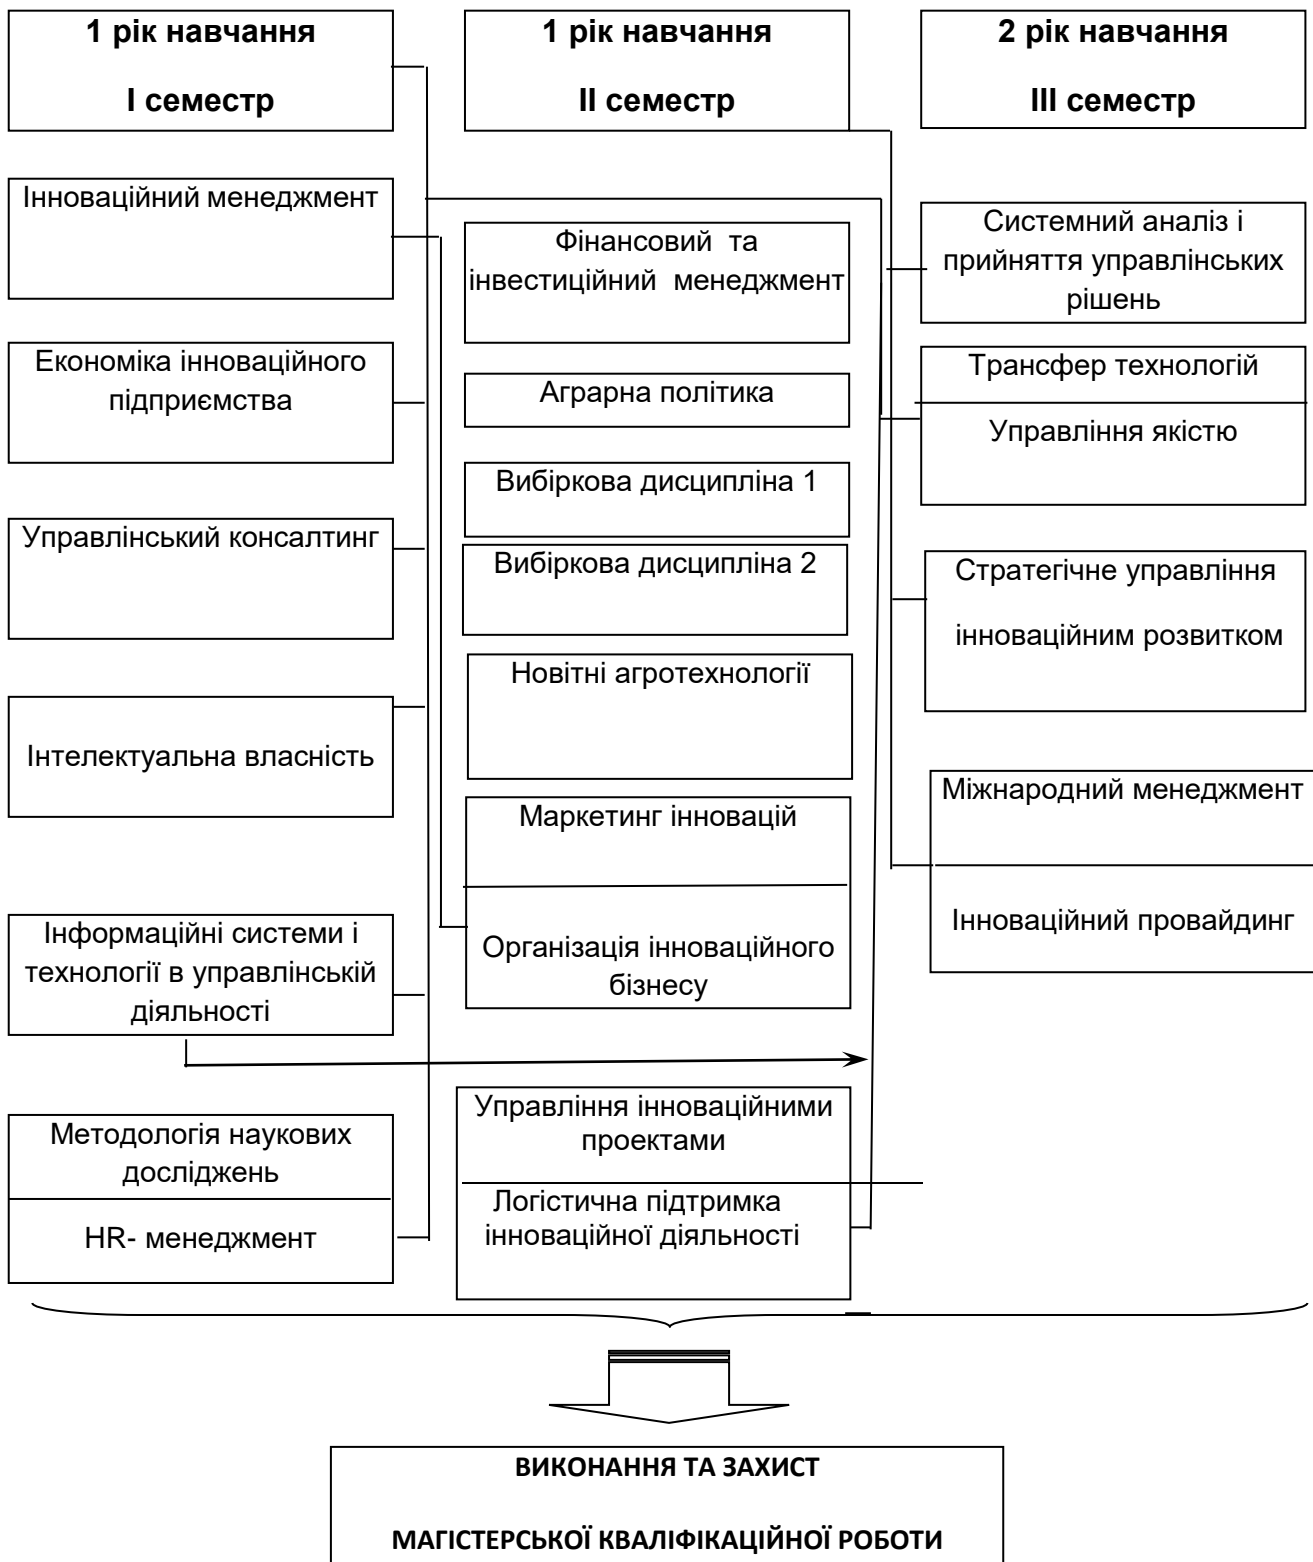 1 рік навчання
І семестр
Інноваційний менеджмент
Економіка інноваційного
підприємства
Управлінський консалтинг
Інтелектуальна власність
Інформаційні системи і
технології в управлінській
діяльності
Методологія наукових
досліджень
HR- менеджмент
1 рік навчання
ІІ семестр
Фінансовий та
інвестиційний менеджмент
Аграрна політика
Вибіркова дисципліна 1
Вибіркова дисципліна 2
Новітні агротехнології
Маркетинг інновацій
Організація інноваційного
бізнесу
Управління інноваційними
проектами
Логістична підтримка
інноваційної діяльності
2 рік навчання
ІІІ семестр
Системний аналіз і
прийняття управлінських
рішень
Трансфер технологій
Управління якістю
Стратегічне управління
інноваційним розвитком
Міжнародний менеджмент
Інноваційний провайдинг
ВИКОНАННЯ ТА ЗАХИСТ
МАГІСТЕРСЬКОЇ КВАЛІФІКАЦІЙНОЇ РОБОТИ